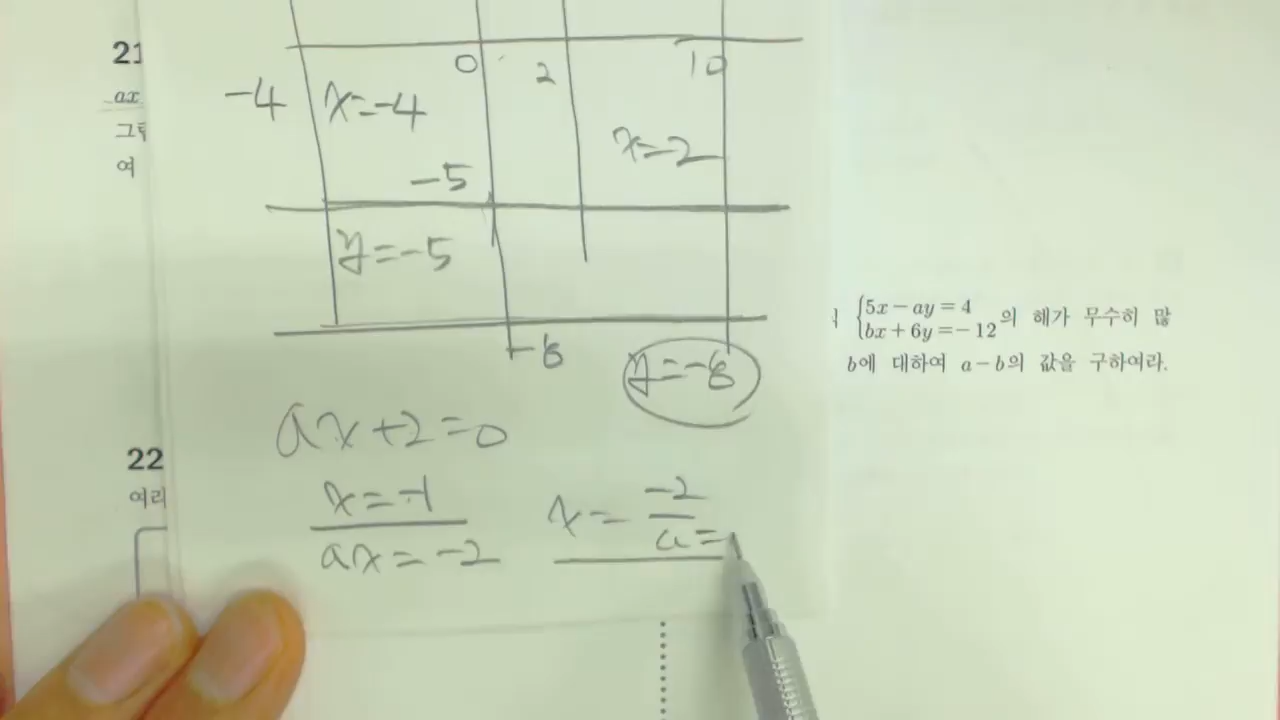 21
ax
여
0
2
10
-4
x=-4
x=2
-5
y=-5
-8
y=-8
ax+2=0
x=-1
x=-2/a=
ax=-2
22
여러
5x-ay=4
bx+6y=-12
의 해가 무수히 많
b에 대하여 a-b의 값을 구하여라.